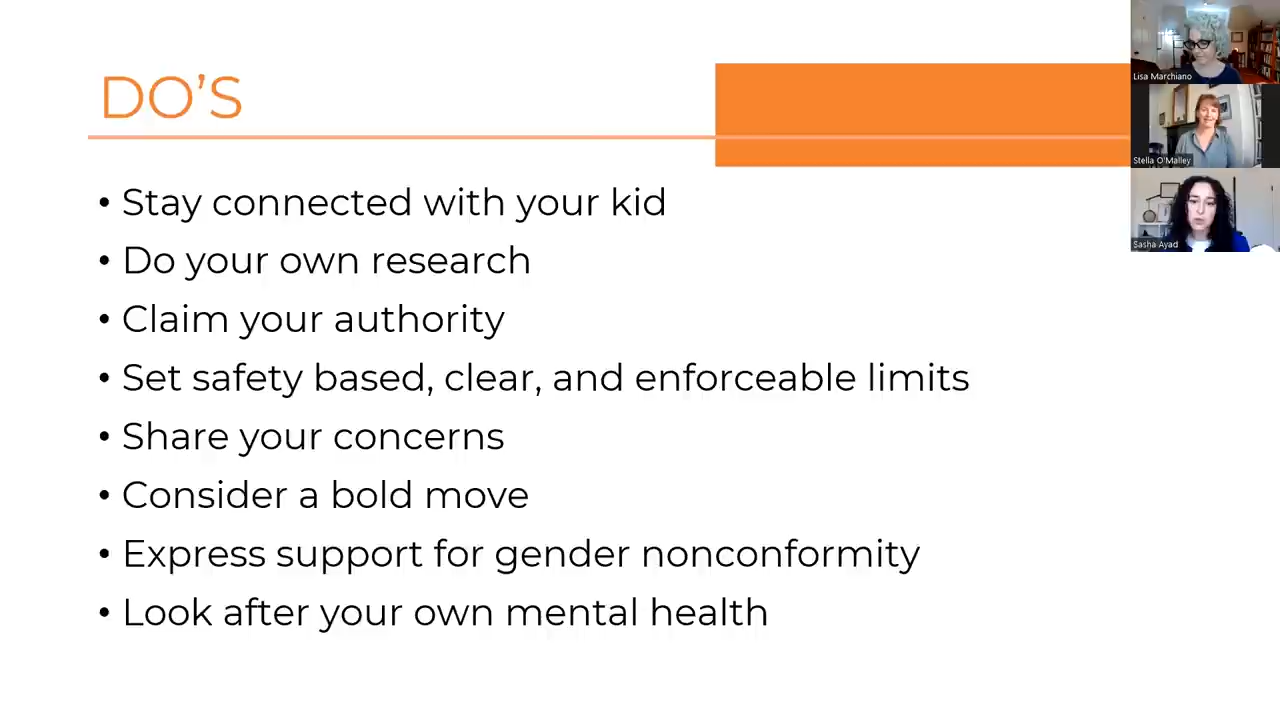 DO'S
Lisa Marchiano
Stella O'Malley
Sasha Ayad
• Stay connected with your kid
• Do your own research
• Claim your authority
• Set safety based, clear, and enforceable limits
• Share your concerns
• Consider a bold move
• Express support for gender nonconformity
• Look after your own mental health